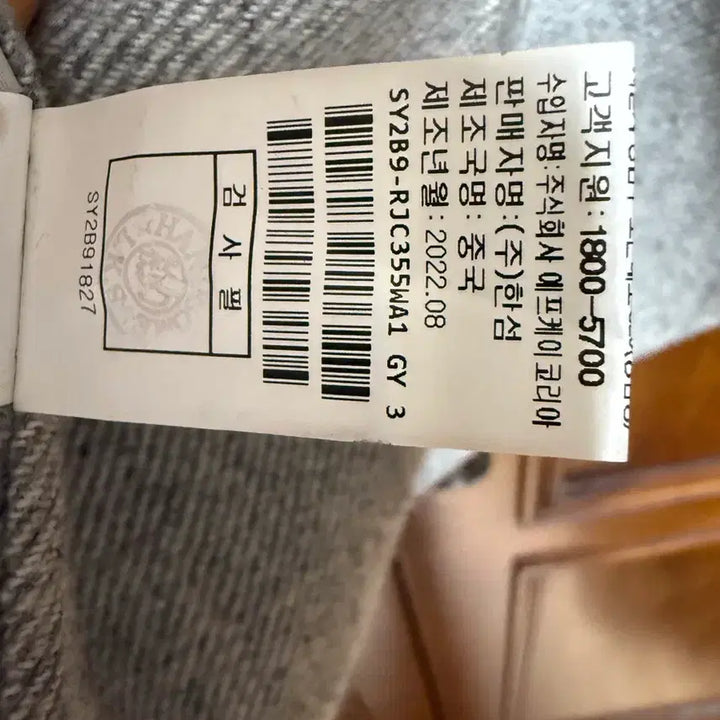 고객지원:1800-5700
수입자명:주식회사 에프케이코리아
판매자명:(주)한섬
제조국명:중국
제조년월:2022.08
SY2B9-RJC355WA1 GY 3
검사필
SY2B91827